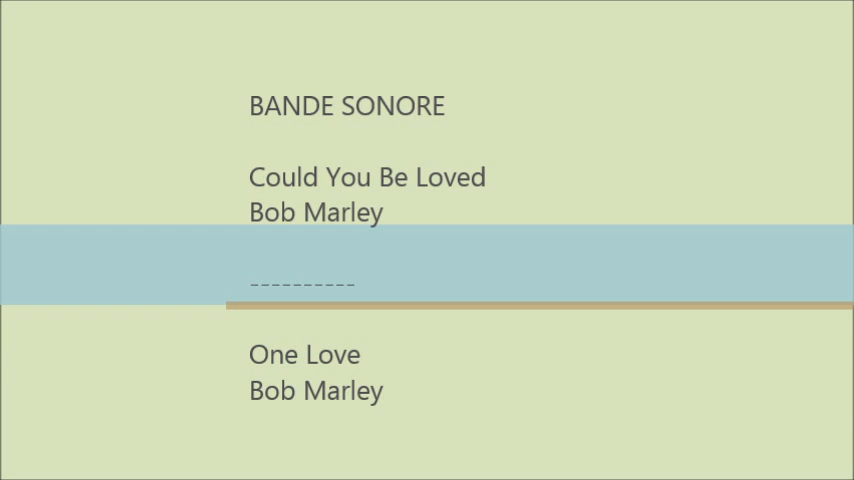 BANDE SONORE
Could You Be Loved
Bob Marley
----------
One Love
Bob Marley